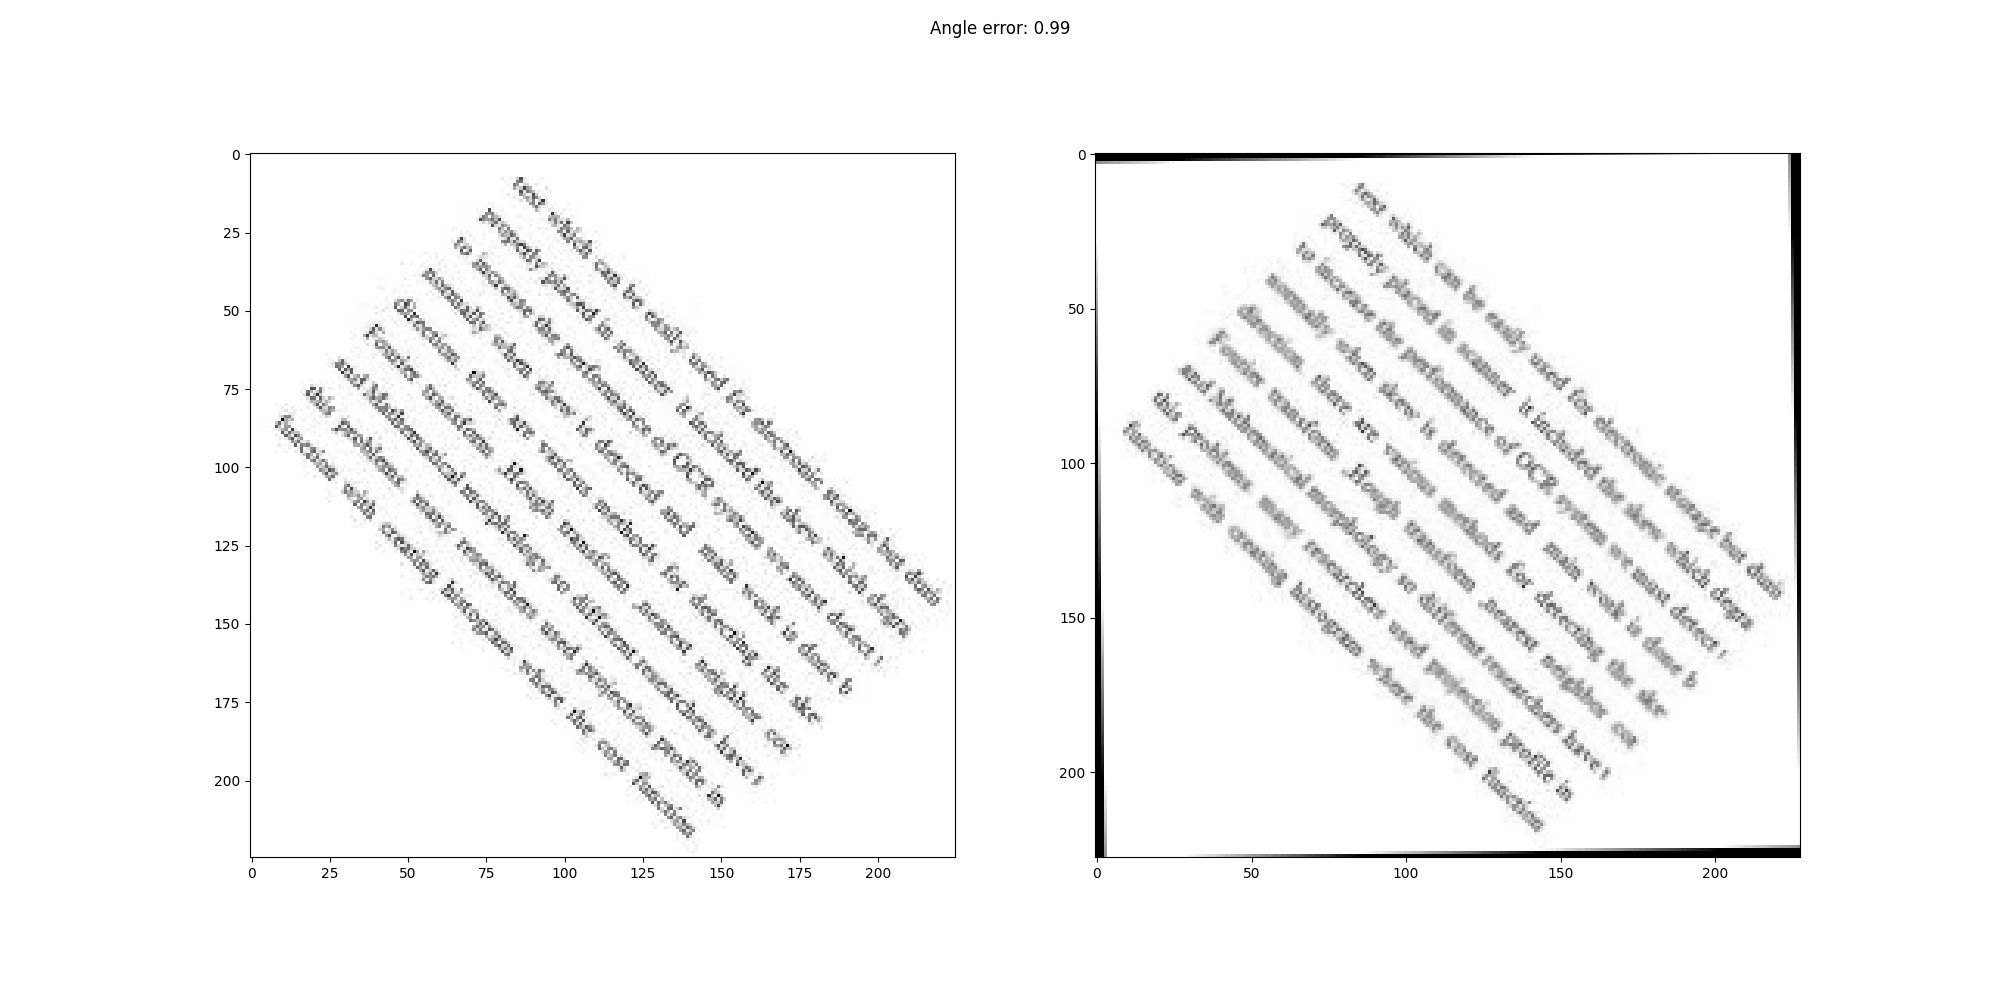 Angle error: 0.99
0
25
50
75
100
125
150
175
200
0 25 50 75 100 125 150 175 200
text which can be easily used for electronic storage but
properly placed in scanner it included the skew which degra
to increase the performance of OCR system we must detect t
normally when skew is detected and main work is done b
direction there are various methods for detecting the ske
Fourier transform ,Hough transform ,nearest neighbor
and Mathematical morphology so different researchers have t
this problem many researchers used projection profile in
function with creating histogram where the cost function
0
50
100
150
200
0 50 100 150 200
text which can be easily used for electronic storage but
properly placed in scanner it included the skew which degra
to increase the performance of OCR system we must detect t
normally when skew is detected and main work is done b
direction there are various methods for detecting the ske
Fourier transform ,Hough transform ,nearest neighbor
and Mathematical morphology so different researchers have t
this problem many researchers used projection profile in
function with creating histogram where the cost function